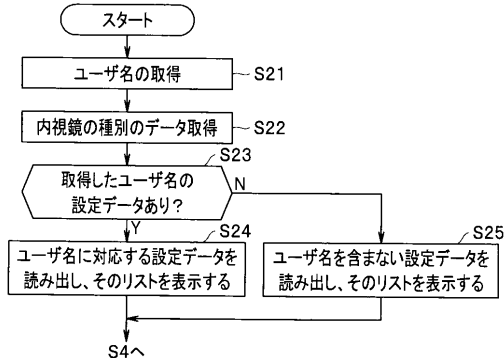 スタート
ユーザ名の取得
S21
内視鏡の種別のデータ取得
S22
S23
取得したユーザ名の
設定データあり?
N
Y
S24
ユーザ名に対応する設定データを
読み出し、そのリストを表示する
S25
ユーザ名を含まない設定データを
読み出し、そのリストを表示する
S4へ